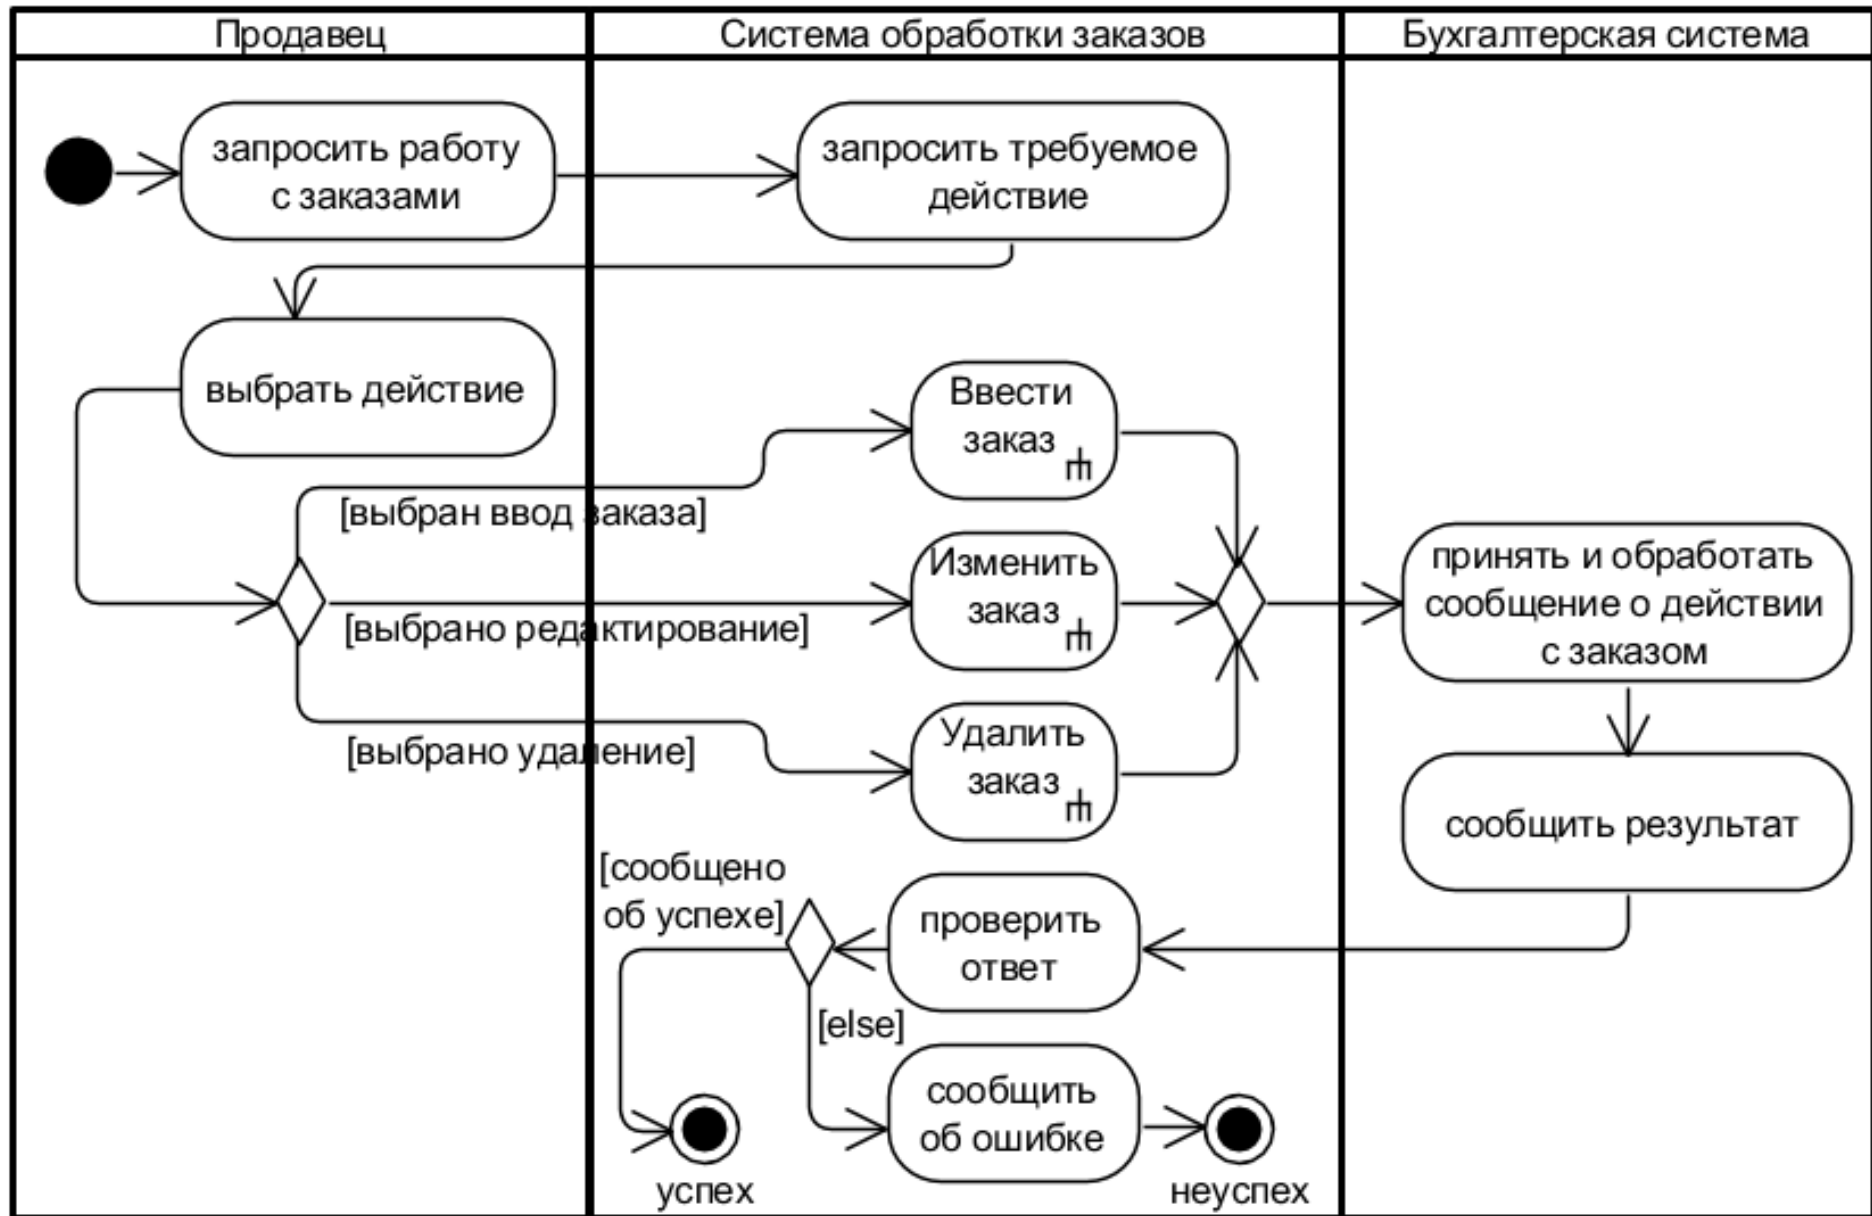 Продавец
Система обработки заказов
Бухгалтерская система
запросить работу
с заказами
запросить требуемое
действие
выбрать действие
[выбран ввод заказа]
[выбрано редактирование]
[выбрано удаление]
Ввести
заказ
Изменить
заказ
Удалить
заказ
принять и обработать
сообщение о действии
с заказом
сообщить результат
проверить
ответ
[сообщено
об успехе]
[else]
сообщить
об ошибке
успех
неуспех